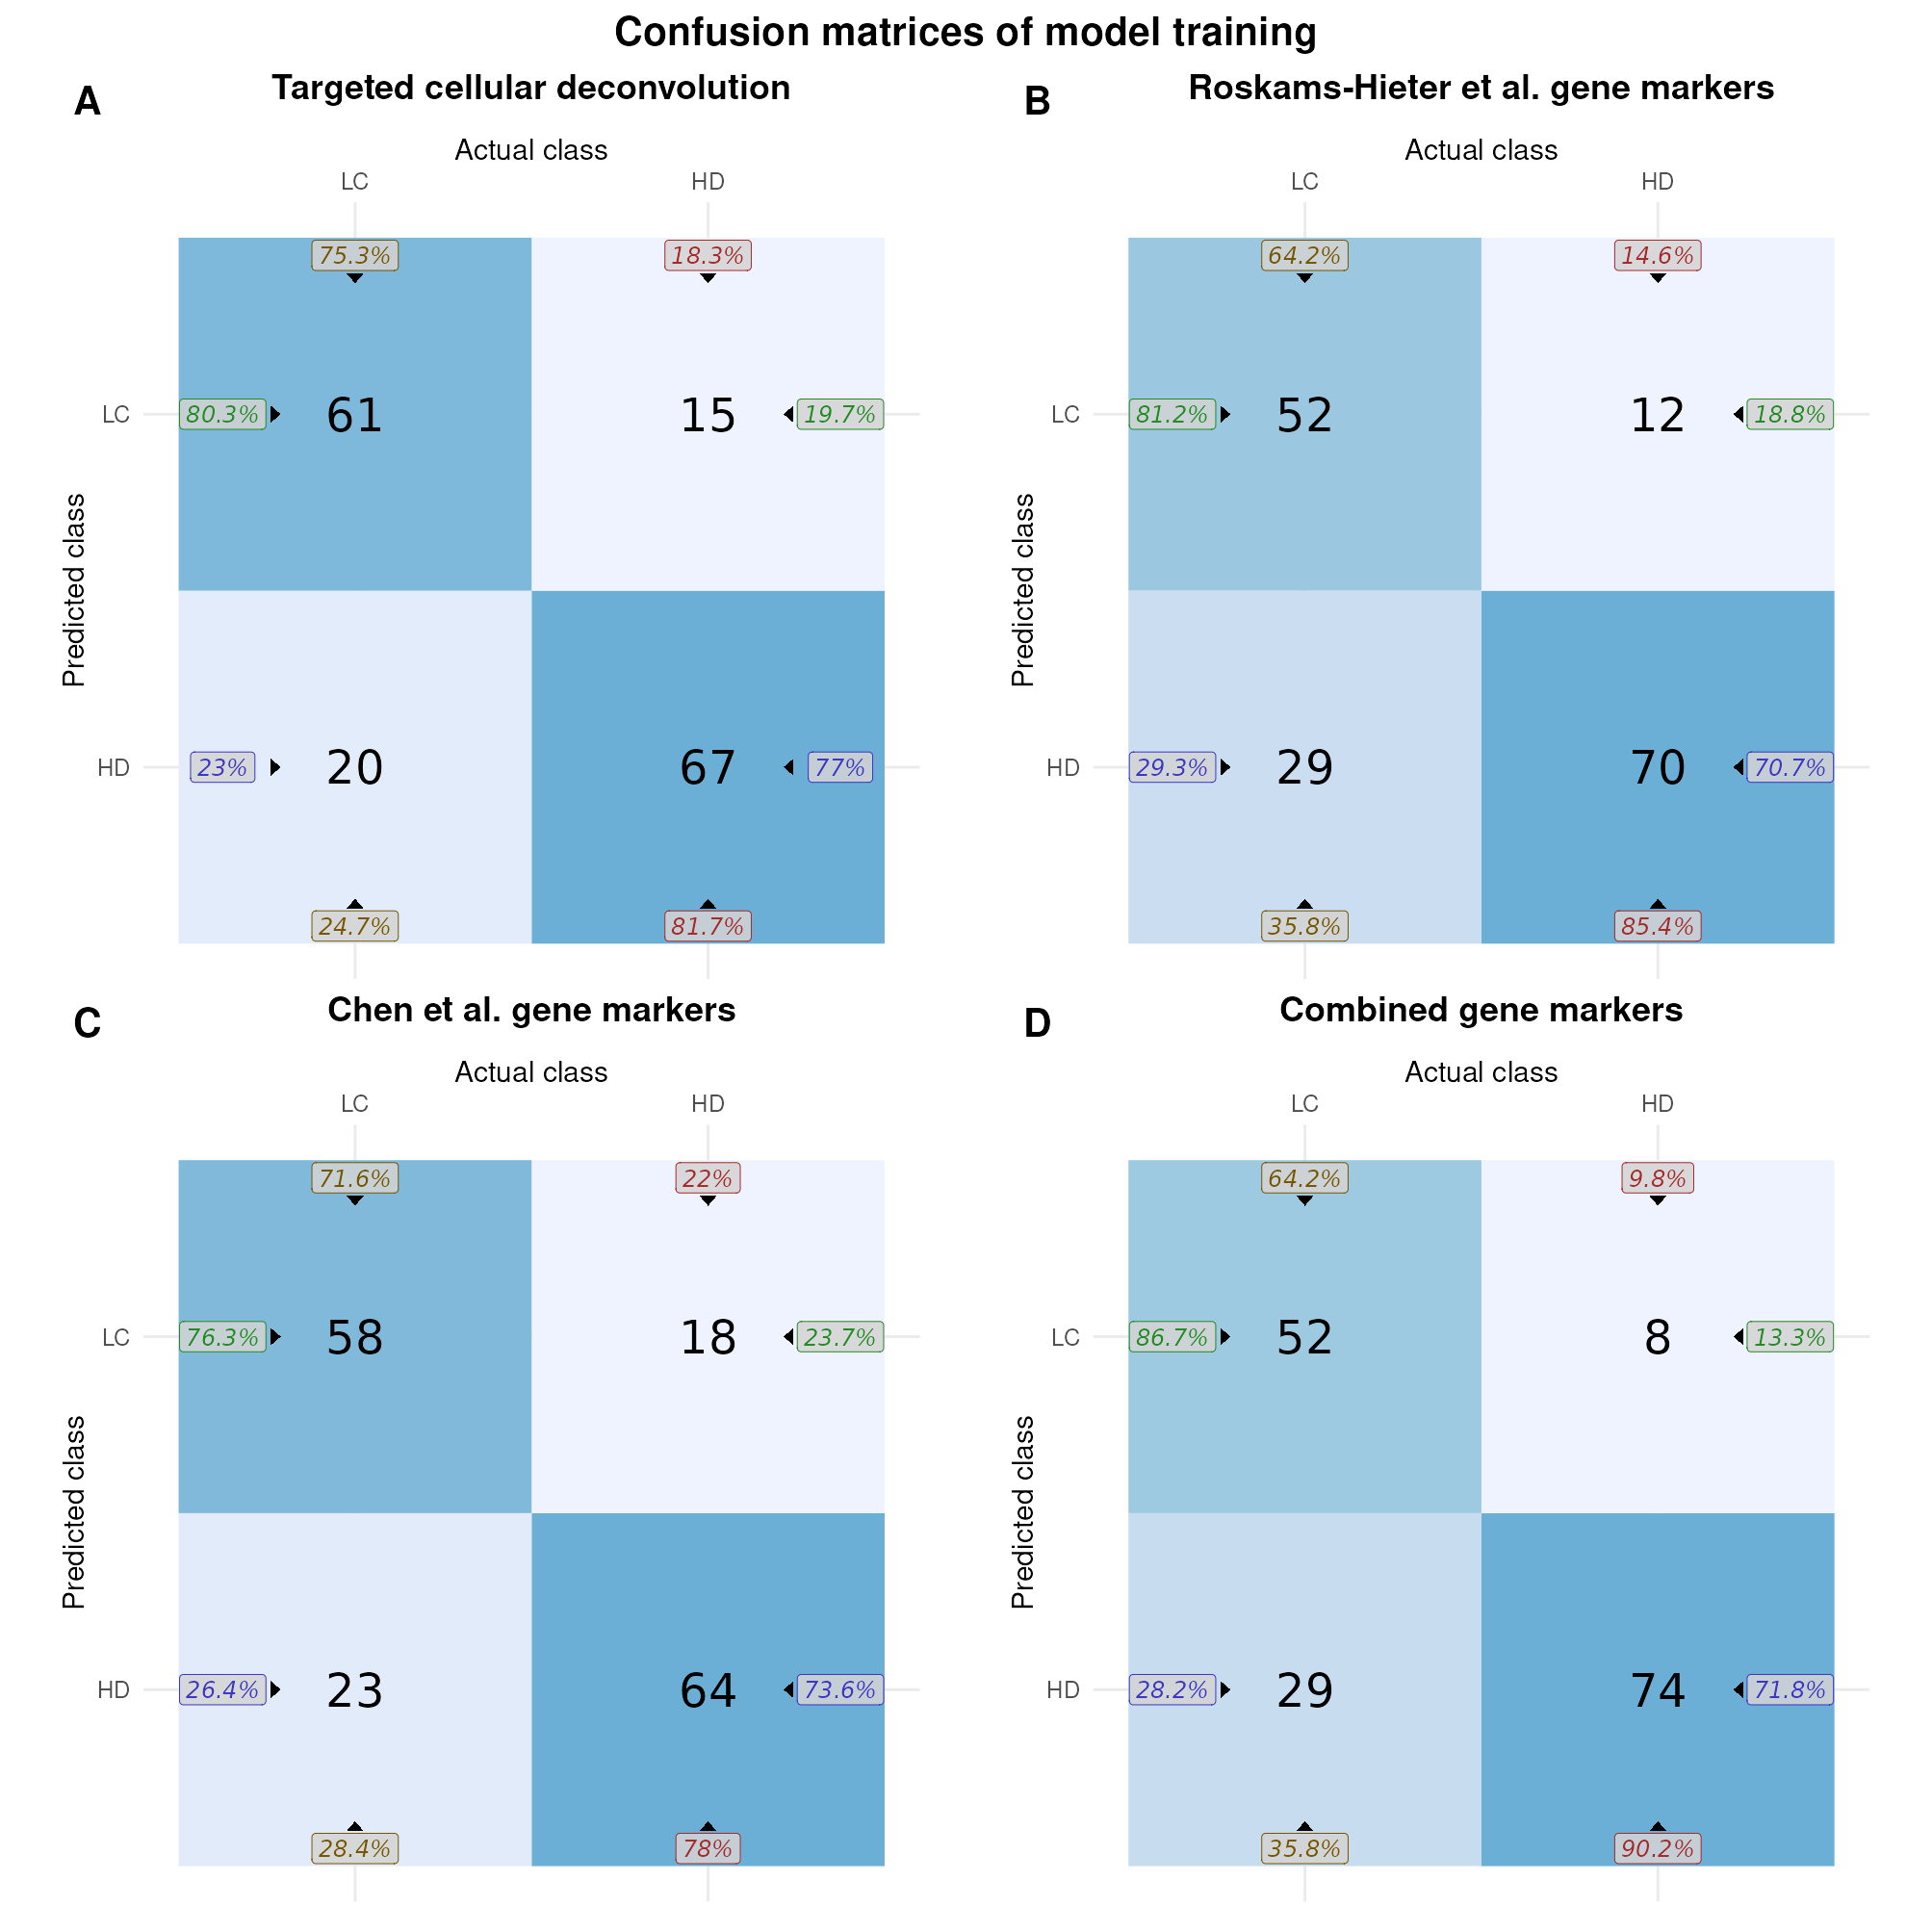 Confusion matrices of model training
A
Targeted cellular deconvolution
Actual class
LC
HD
75.3%
18.3%
LC
80.3%
61
15
19.7%
Predicted class
HD
23%
20
67
77%
24.7%
81.7%
B
Roskams-Hieter et al. gene markers
Actual class
LC
HD
64.2%
14.6%
LC
81.2%
52
12
18.8%
Predicted class
HD
29.3%
29
70
70.7%
35.8%
85.4%
C
Chen et al. gene markers
Actual class
LC
HD
71.6%
22%
LC
76.3%
58
18
23.7%
Predicted class
HD
26.4%
23
64
73.6%
28.4%
78%
D
Combined gene markers
Actual class
LC
HD
64.2%
9.8%
LC
86.7%
52
8
13.3%
Predicted class
HD
28.2%
29
74
71.8%
35.8%
90.2%